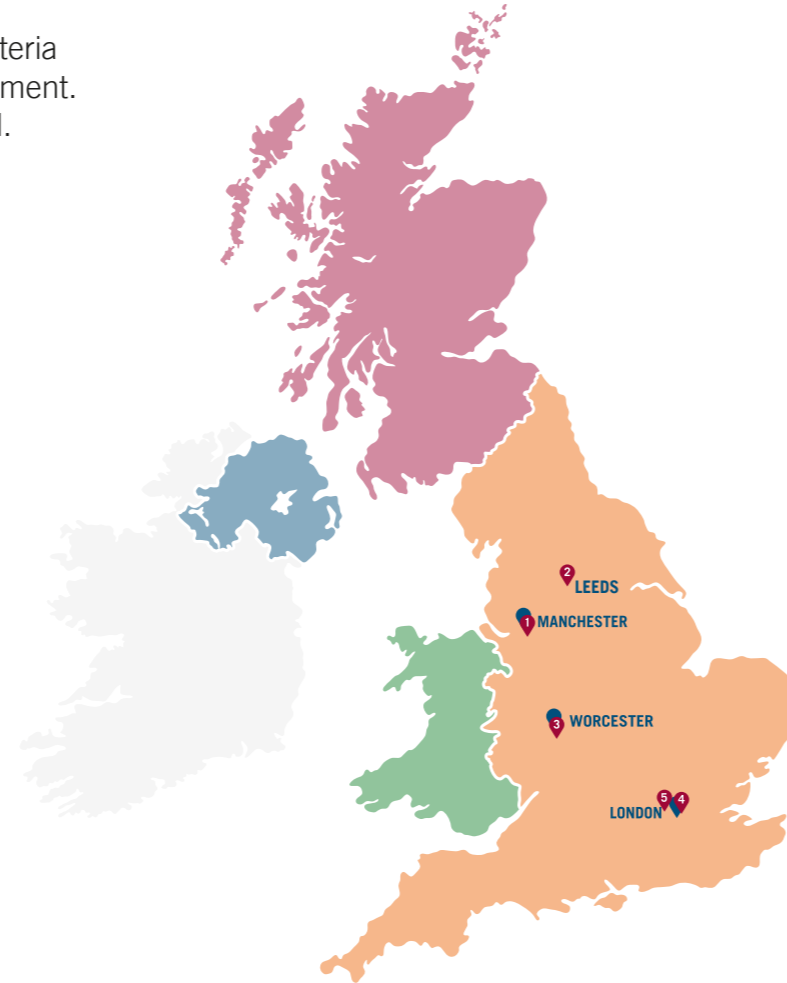 teria
ment.
l.
2
LEEDS
1 MANCHESTER
3 WORCESTER
5 4
LONDON